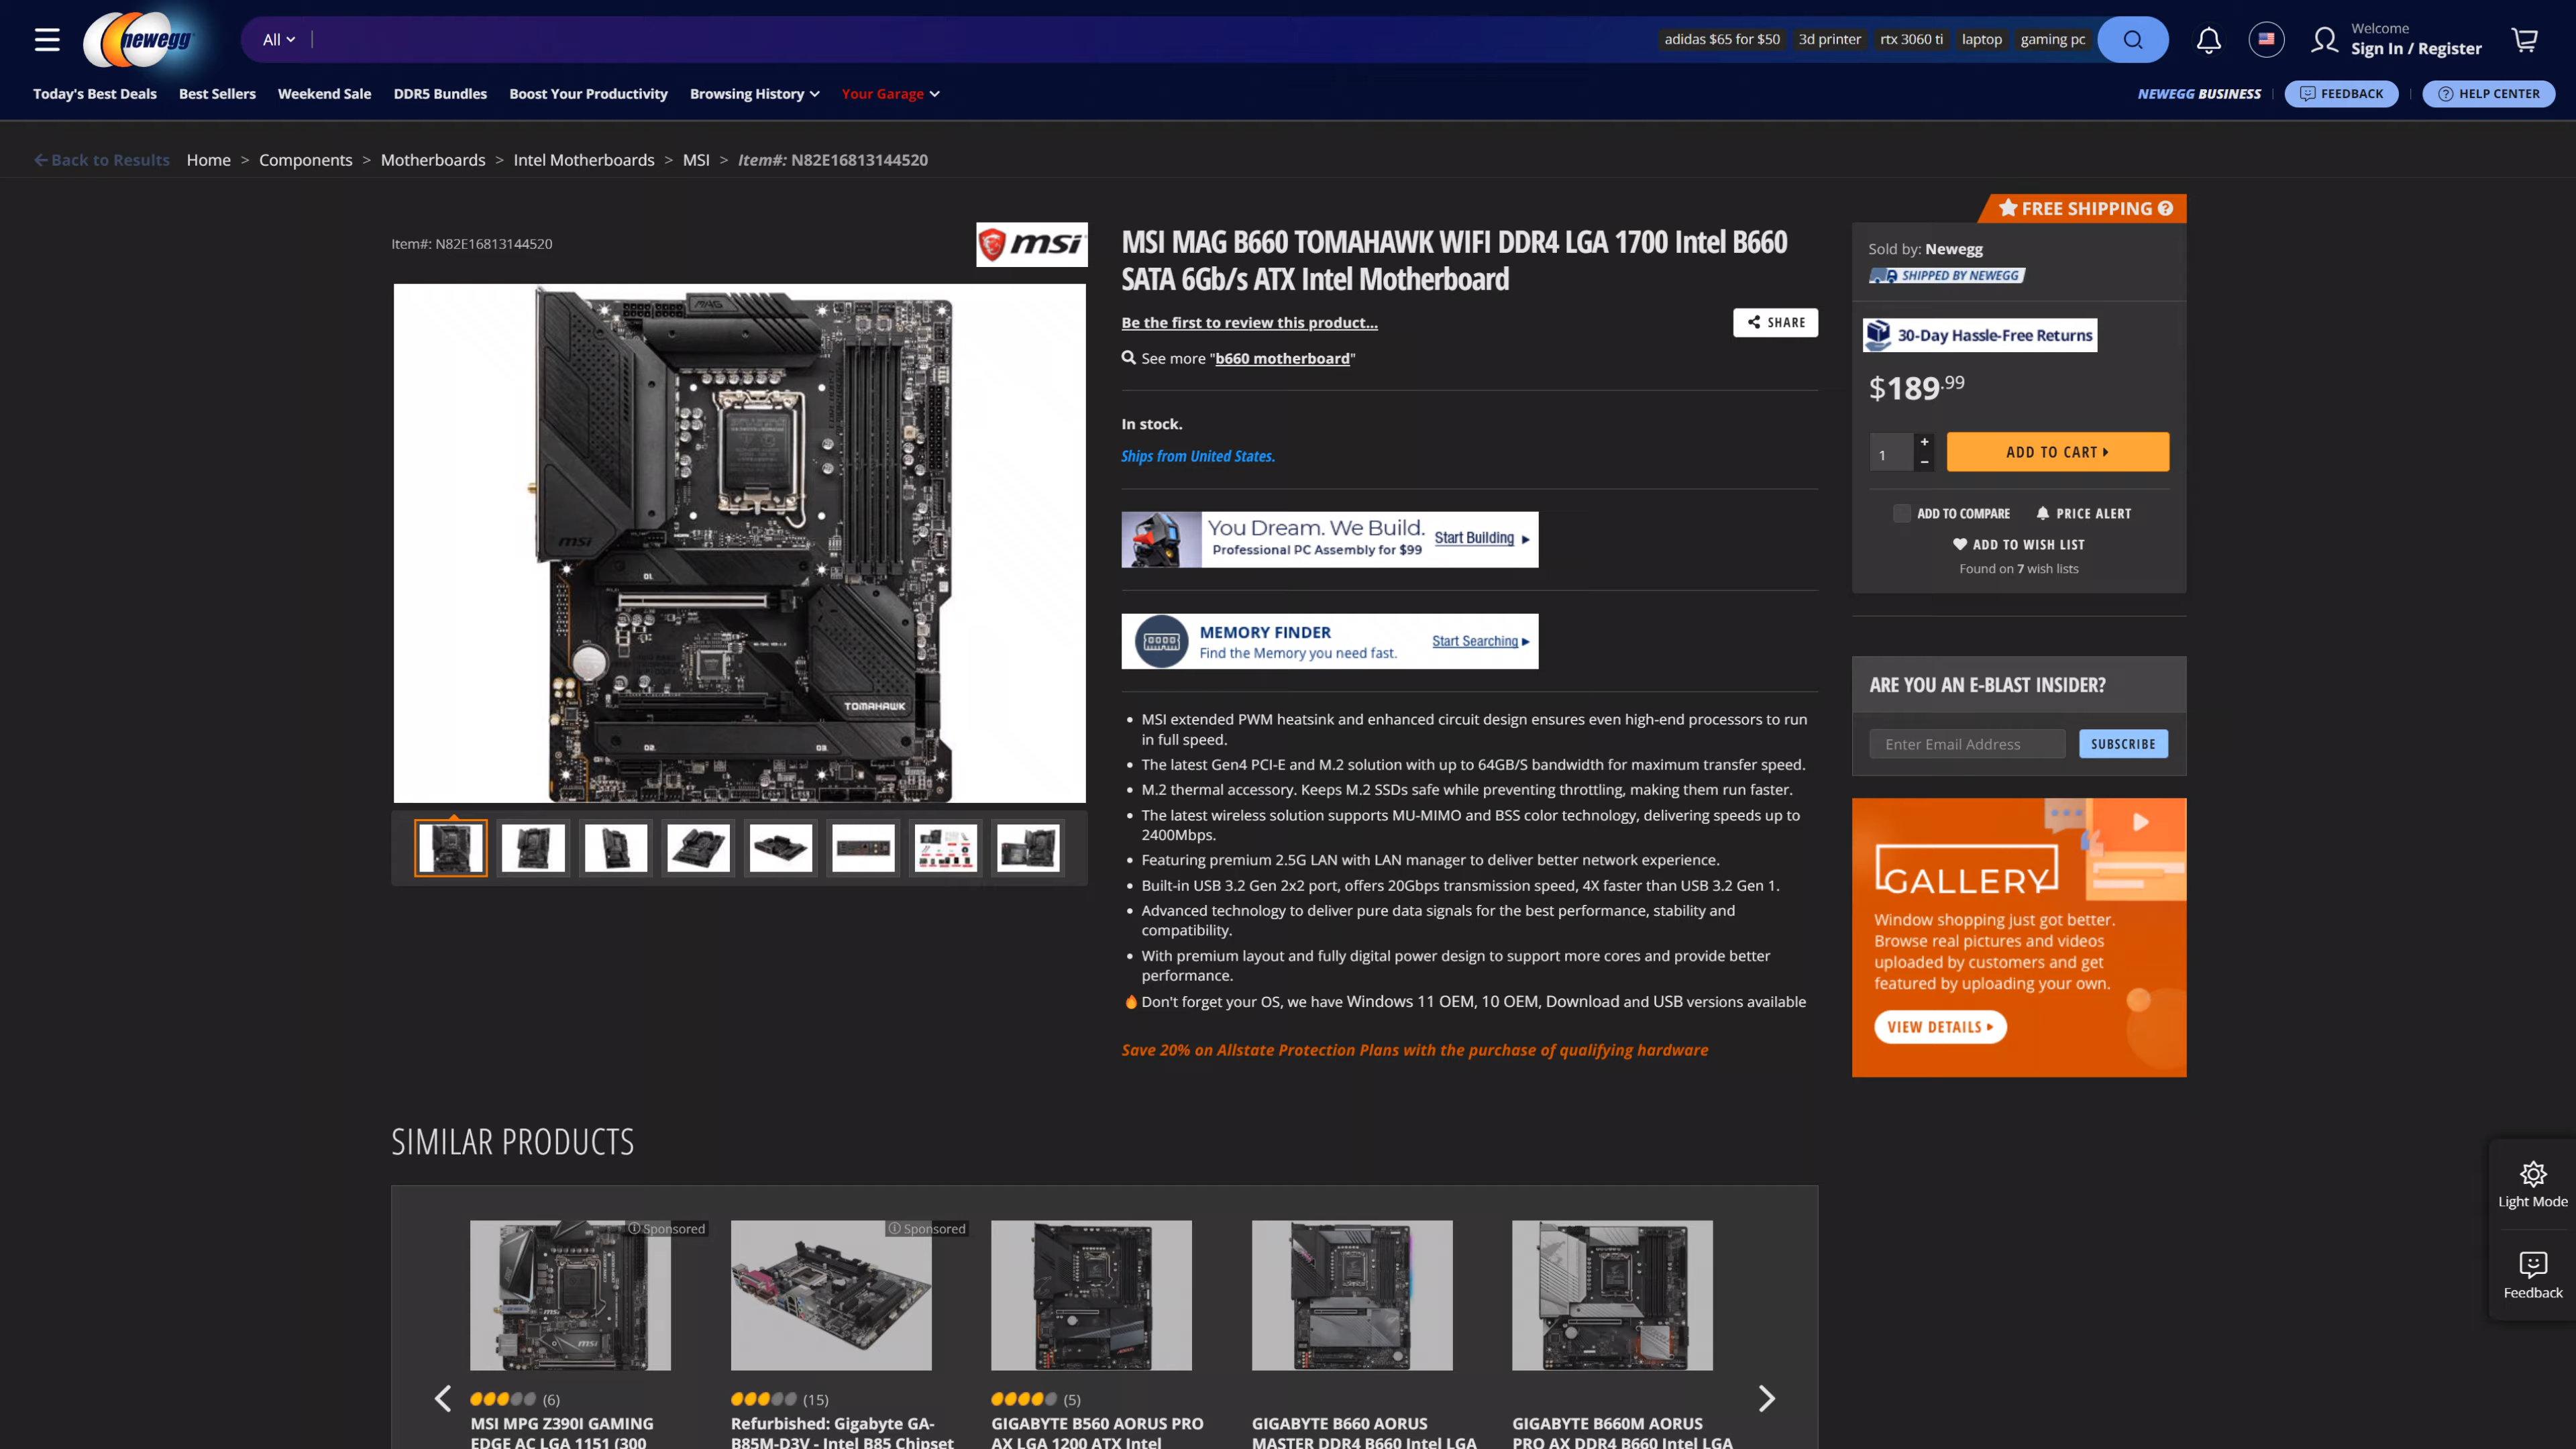 newegg
All
adidas $65 for $50
3d printer
rtx 3060 ti
laptop
gaming pc
Welcome
Sign In / Register
Today's Best Deals
Best Sellers
Weekend Sale
DDR5 Bundles
Boost Your Productivity
Browsing History
Your Garage
NEWEGG BUSINESS
FEEDBACK
HELP CENTER
Back to Results
Home > Components > Motherboards > Intel Motherboards > MSI > Item#: N82E16813144520
Item#: N82E16813144520
msi
MAG
msi
01.
TOMAHAWK
02.
03.
MSI MAG B660 TOMAHAWK WIFI DDR4 LGA 1700 Intel B660
SATA 6Gb/s ATX Intel Motherboard
Be the first to review this product...
SHARE
See more "b660 motherboard"
In stock.
Ships from United States.
You Dream. We Build.
Professional PC Assembly for $99
Start Building
MEMORY FINDER
Find the Memory you need fast.
Start Searching
MSI extended PWM heatsink and enhanced circuit design ensures even high-end processors to run
in full speed.
The latest Gen4 PCI-E and M.2 solution with up to 64GB/S bandwidth for maximum transfer speed.
M.2 thermal accessory. Keeps M.2 SSDs safe while preventing throttling, making them run faster.
The latest wireless solution supports MU-MIMO and BSS color technology, delivering speeds up to
2400Mbps.
Featuring premium 2.5G LAN with LAN manager to deliver better network experience.
Built-in USB 3.2 Gen 2x2 port, offers 20Gbps transmission speed, 4X faster than USB 3.2 Gen 1.
Advanced technology to deliver pure data signals for the best performance, stability and
compatibility.
With premium layout and fully digital power design to support more cores and provide better
performance.
Don't forget your OS, we have Windows 11 OEM, 10 OEM, Download and USB versions available
Save 20% on Allstate Protection Plans with the purchase of qualifying hardware
FREE SHIPPING
Sold by: Newegg
SHIPPED BY NEWEGG
30-Day Hassle-Free Returns
$189.99
1
+
−
ADD TO CART
ADD TO COMPARE
PRICE ALERT
ADD TO WISH LIST
Found on 7 wish lists
ARE YOU AN E-BLAST INSIDER?
Enter Email Address
SUBSCRIBE
GALLERY
Window shopping just got better.
Browse real pictures and videos
uploaded by customers and get
featured by uploading your own.
VIEW DETAILS
SIMILAR PRODUCTS
Sponsored
Sponsored
(6)
MSI MPG Z390I GAMING
EDGE AC LGA 1151 (300
(15)
Refurbished: Gigabyte GA-
B85M-D3V - Intel B85 Chipset
(5)
GIGABYTE B560 AORUS PRO
AX LGA 1200 ATX Intel
GIGABYTE B660 AORUS
MASTER DDR4 B660 Intel LGA
GIGABYTE B660M AORUS
PRO AX DDR4 B660 Intel LGA
Light Mode
Feedback